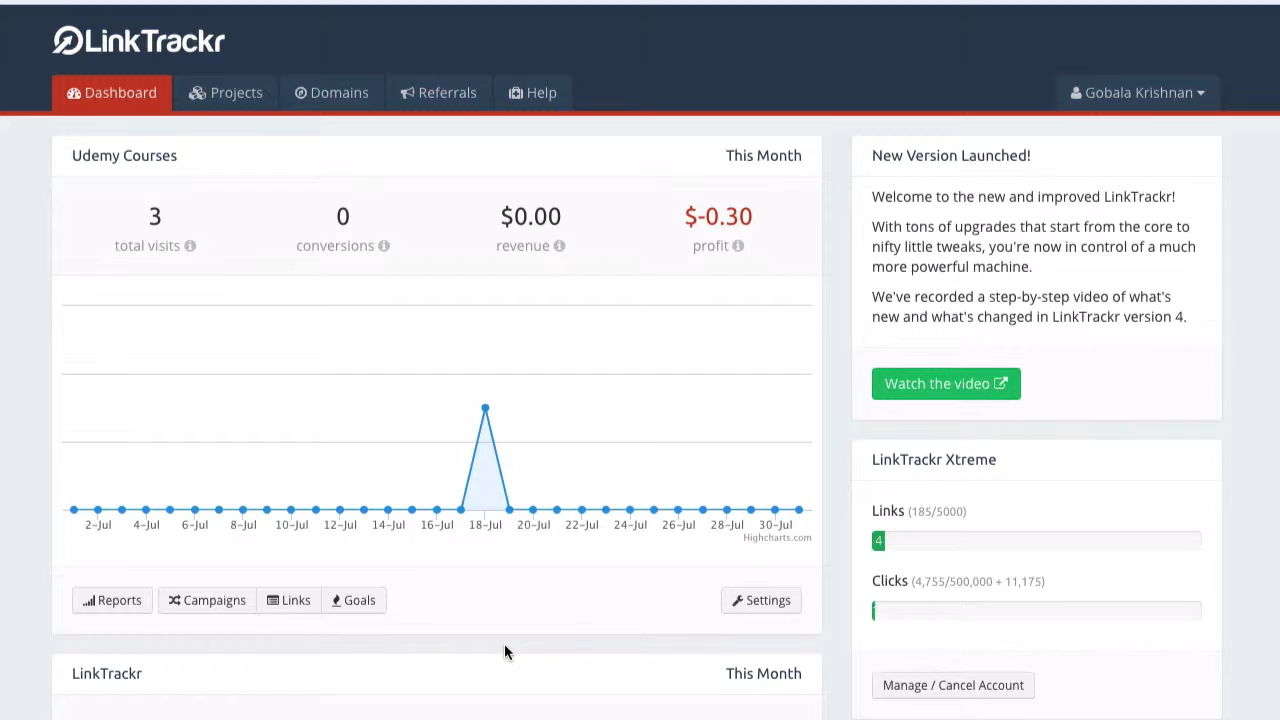 LinkTrackr
Dashboard
Projects
Domains
Referrals
Help
Gobala Krishnan
Udemy Courses
This Month
3
0
$0.00
$-0.30
total visits
conversions
revenue
profit
2-Jul 4-Jul 6-Jul 8-Jul 10-Jul 12-Jul 14-Jul 16-Jul 18-Jul 20-Jul 22-Jul 24-Jul 26-Jul 28-Jul 30-Jul
Highcharts.com
Reports
Campaigns
Links
Goals
Settings
LinkTrackr
This Month
New Version Launched!
Welcome to the new and improved LinkTrackr!
With tons of upgrades that start from the core to
nifty little tweaks, you're now in control of a much
more powerful machine.
We've recorded a step-by-step video of what's
new and what's changed in LinkTrackr version 4.
Watch the video
LinkTrackr Xtreme
Links (185/5000)
4
Clicks (4,755/500,000 + 11,175)
Manage / Cancel Account